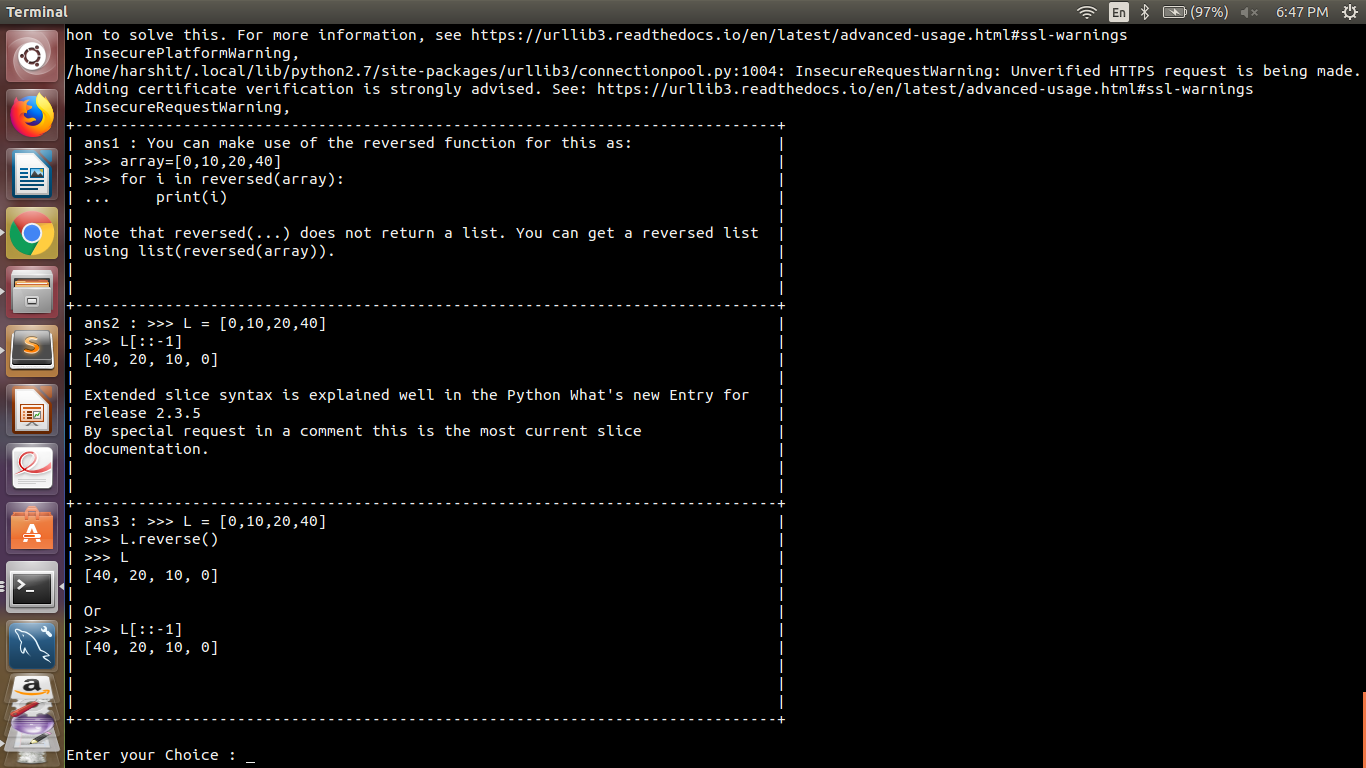 Terminal
En
(97%)
6:47 PM
hon to solve this. For more information, see https://urllib3.readthedocs.io/en/latest/advanced-usage.html#ssl-warnings
  InsecurePlatformWarning,
/home/harshit/.local/lib/python2.7/site-packages/urllib3/connectionpool.py:1004: InsecureRequestWarning: Unverified HTTPS request is being made.
 Adding certificate verification is strongly advised. See: https://urllib3.readthedocs.io/en/latest/advanced-usage.html#ssl-warnings
  InsecureRequestWarning,
+------------------------------------------------------------------------------+
| ans1 : You can make use of the reversed function for this as:                |
| >>> array=[0,10,20,40]                                                       |
| >>> for i in reversed(array):                                                |
| ...     print(i)                                                             |
|                                                                              |
| Note that reversed(...) does not return a list. You can get a reversed list  |
| using list(reversed(array)).                                                 |
|                                                                              |
|                                                                              |
+------------------------------------------------------------------------------+
| ans2 : >>> L = [0,10,20,40]                                                  |
| >>> L[::-1]                                                                  |
| [40, 20, 10, 0]                                                              |
|                                                                              |
| Extended slice syntax is explained well in the Python What's new Entry for   |
| release 2.3.5                                                                |
| By special request in a comment this is the most current slice               |
| documentation.                                                               |
|                                                                              |
|                                                                              |
+------------------------------------------------------------------------------+
| ans3 : >>> L = [0,10,20,40]                                                  |
| >>> L.reverse()                                                              |
| >>> L                                                                        |
| [40, 20, 10, 0]                                                              |
|                                                                              |
| Or                                                                           |
| >>> L[::-1]                                                                  |
| [40, 20, 10, 0]                                                              |
|                                                                              |
|                                                                              |
|                                                                              |
+------------------------------------------------------------------------------+
Enter your Choice : _